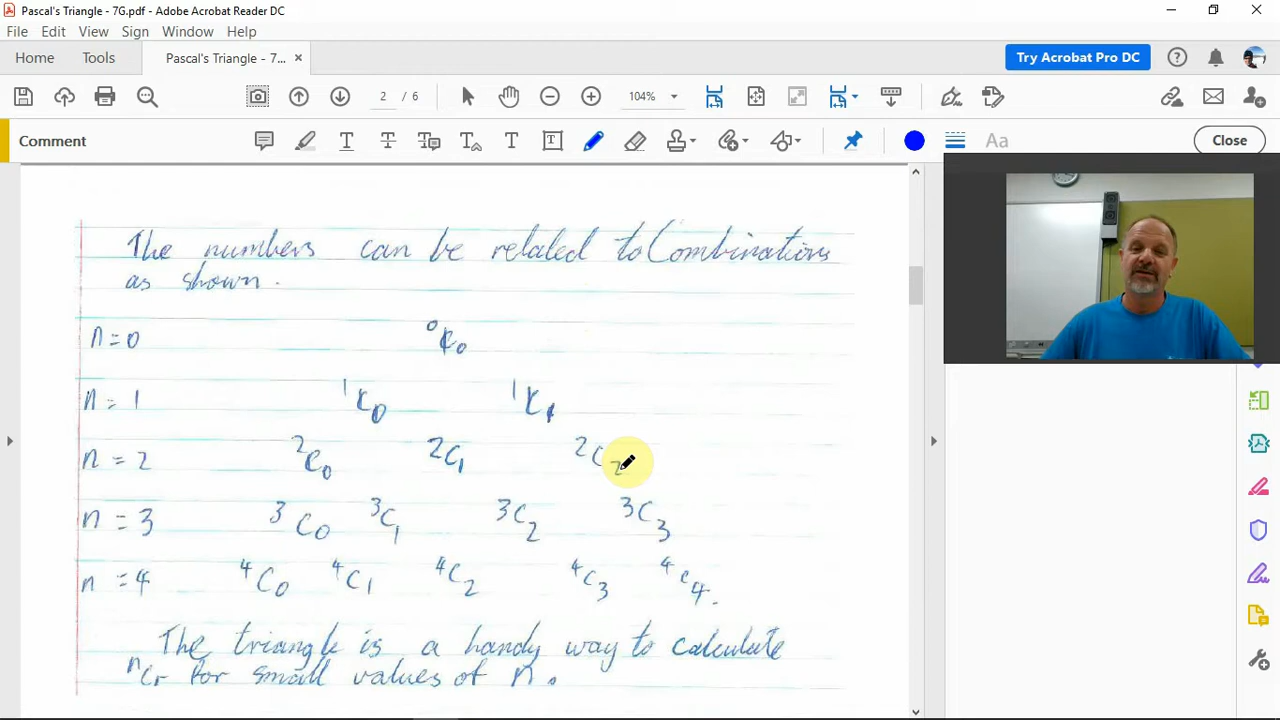 Pascal's Triangle - 7G.pdf - Adobe Acrobat Reader DC
File Edit View Sign Window Help
Home Tools Pascal's Triangle - 7... ×
Try Acrobat Pro DC
2 / 6 104%
Comment
Aa
Close
The numbers can be related to Combinations
as shown.
n=0 ⁰C₀
n=1 ¹C₀ ¹C₁
n=2 ²C₀ ²C₁ ²C₂
n=3 ³C₀ ³C₁ ³C₂ ³C₃
n=4 ⁴C₀ ⁴C₁ ⁴C₂ ⁴C₃ ⁴C₄.
The triangle is a handy way to calculate
ⁿCr for small values of n.